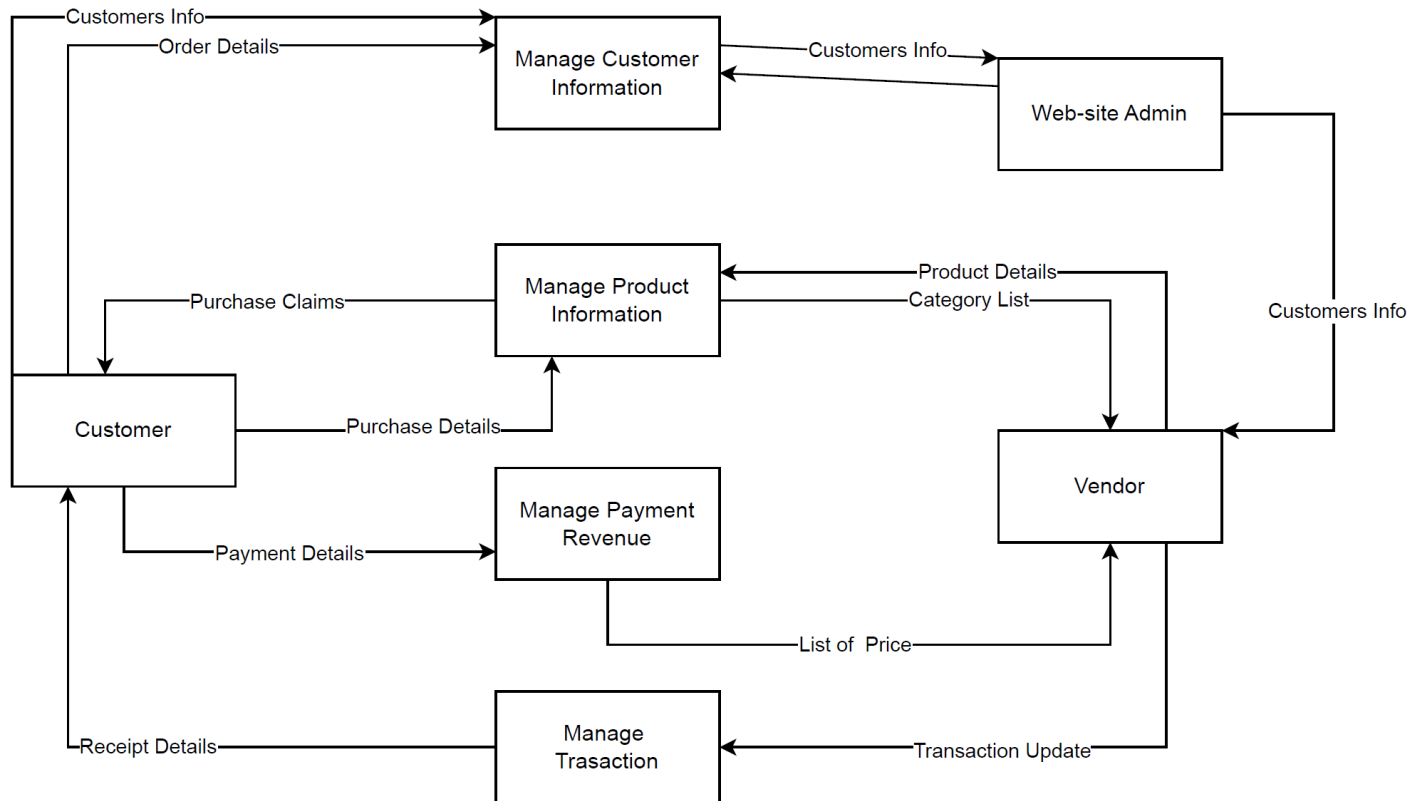 Customers Info
Order Details
Manage Customer
Information
Customers Info
Web-site Admin
Manage Product
Information
Product Details
Purchase Claims
Category List
Customers Info
Customer
Purchase Details
Vendor
Manage Payment
Revenue
Payment Details
List of  Price
Manage
Trasaction
Receipt Details
Transaction Update